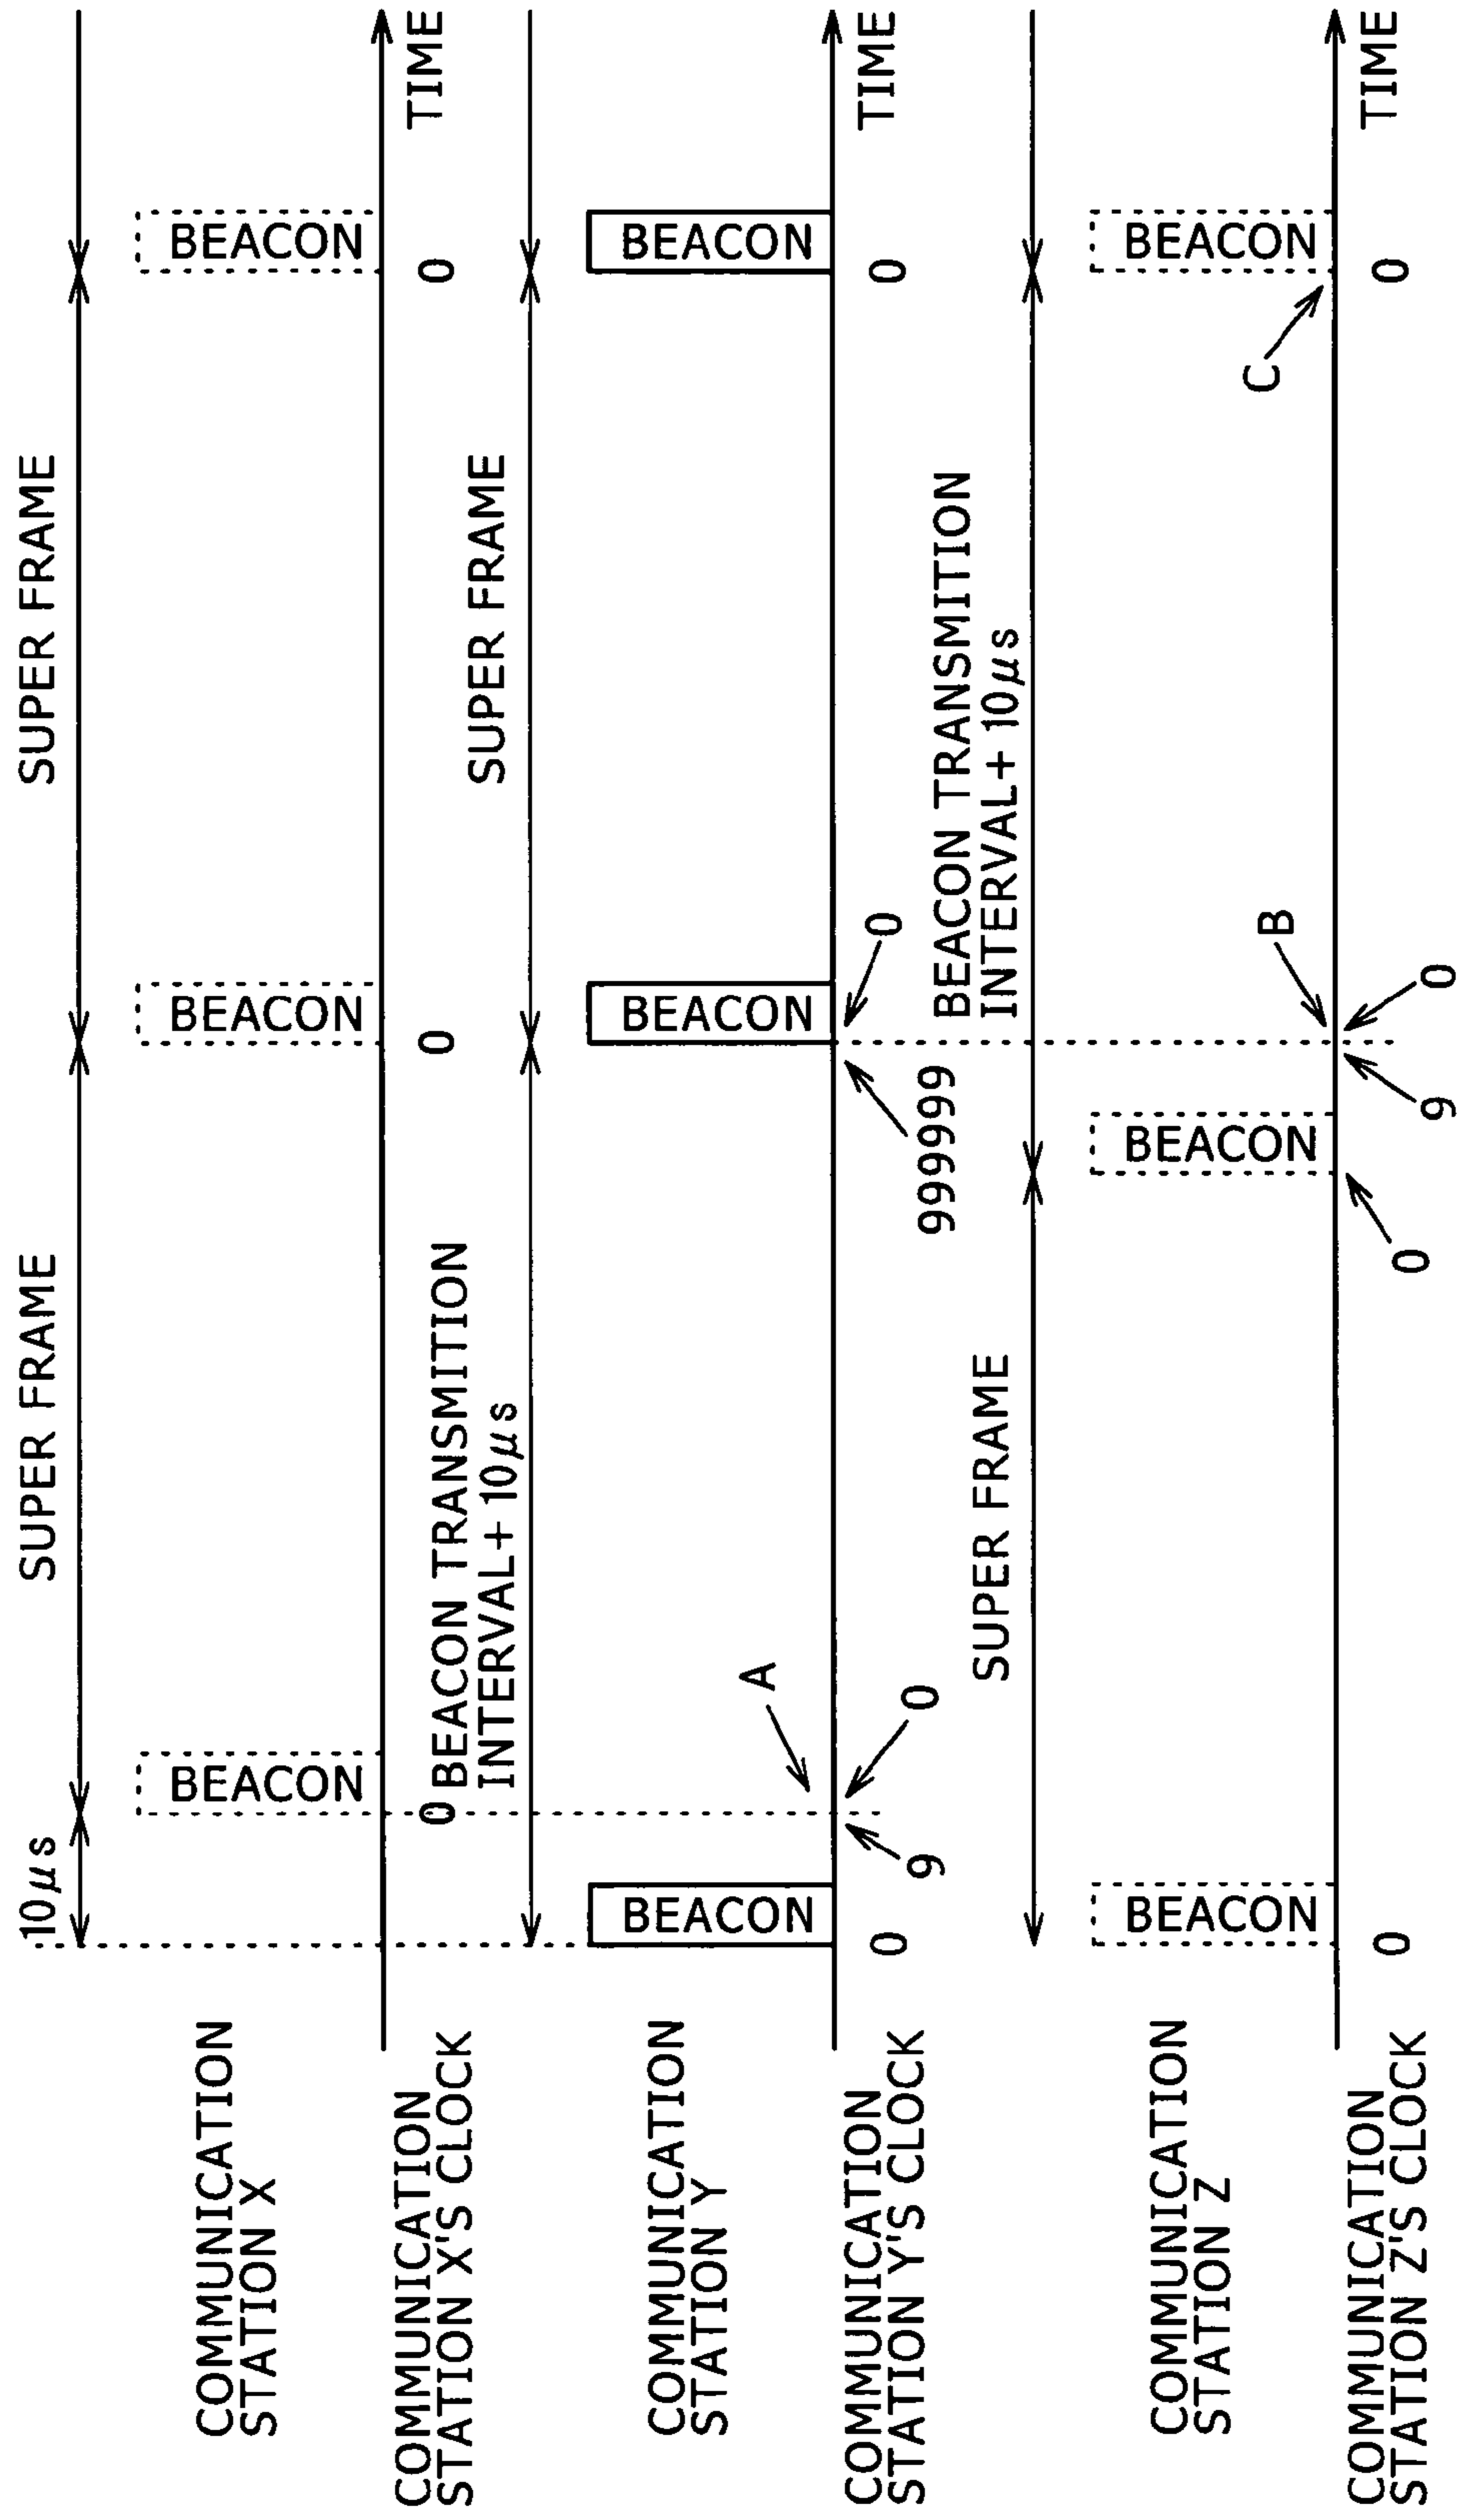 10μs
SUPER FRAME
SUPER FRAME
COMMUNICATION
STATION X
BEACON
BEACON
BEACON
COMMUNICATION
STATION X'S CLOCK
0
0
0
TIME
BEACON TRANSMITION
INTERVAL+10μs
SUPER FRAME
COMMUNICATION
STATION Y
BEACON
A
BEACON
BEACON
COMMUNICATION
STATION Y'S CLOCK
0
9
0
99999
0
0
TIME
SUPER FRAME
BEACON TRANSMITION
INTERVAL+10μs
COMMUNICATION
STATION Z
BEACON
BEACON
B
C
BEACON
COMMUNICATION
STATION Z'S CLOCK
0
0
9
0
0
TIME